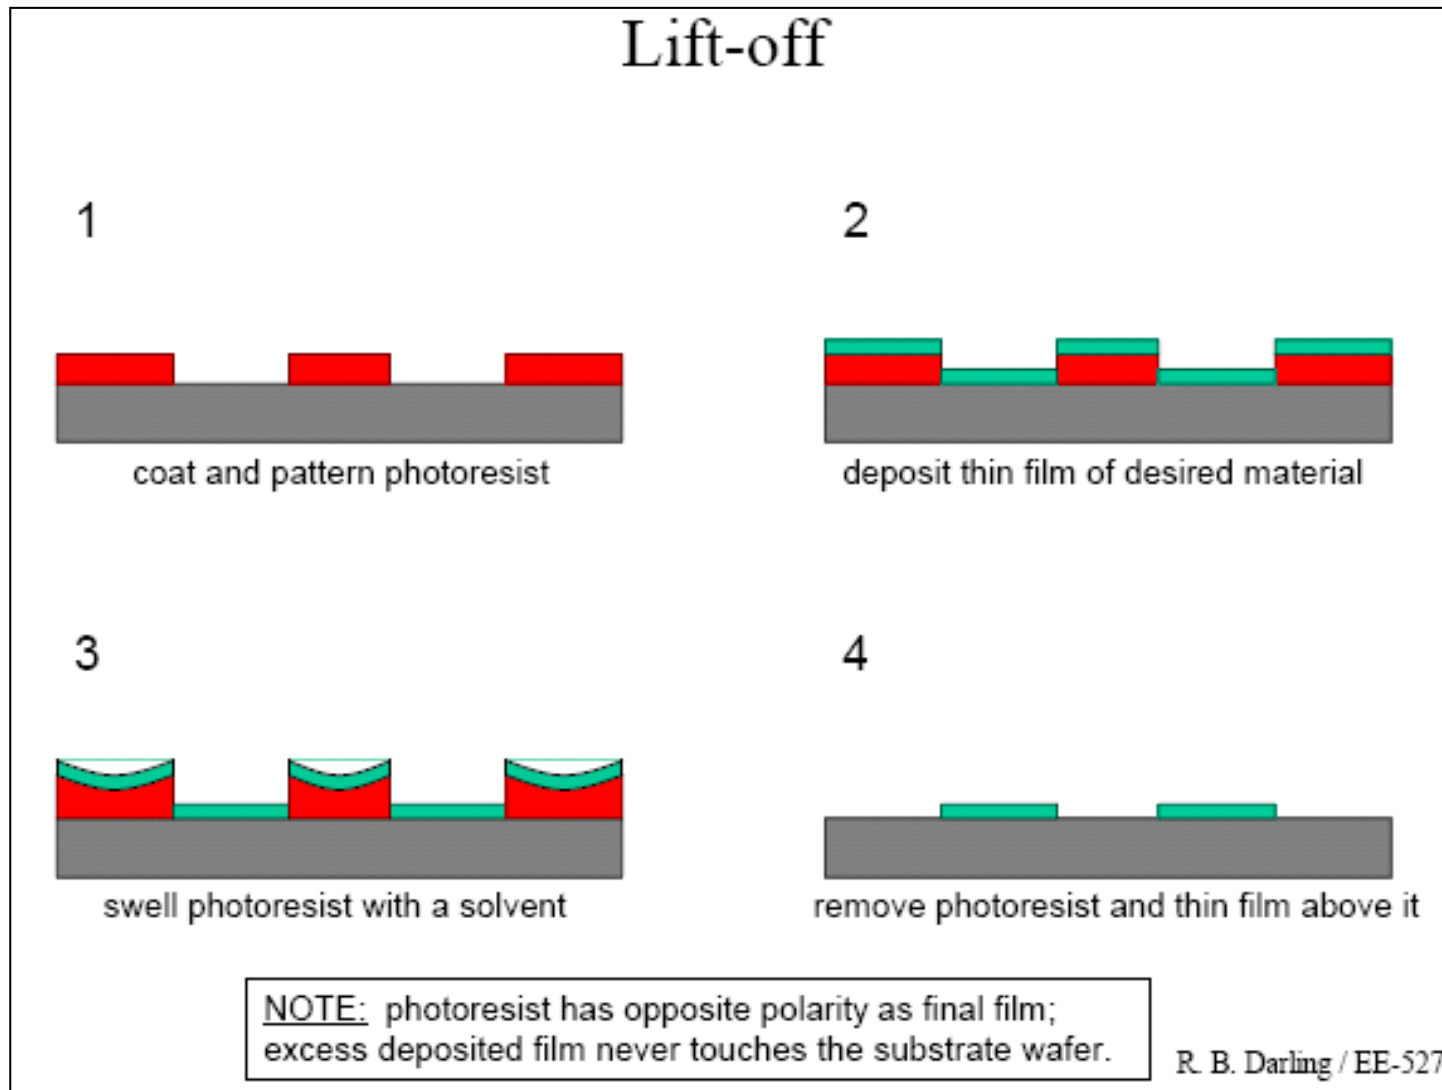 Lift-off
1
2
coat and pattern photoresist
deposit thin film of desired material
3
4
swell photoresist with a solvent
remove photoresist and thin film above it
NOTE: photoresist has opposite polarity as final film;
excess deposited film never touches the substrate wafer.
R. B. Darling / EE-527